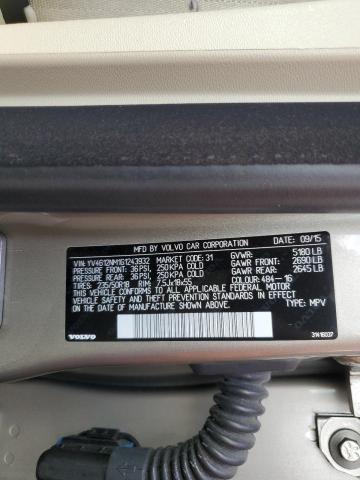 MFD BY VOLVO CAR CORPORATION DATE: 09/15
VIN: YV4612NM1G1243932 MARKET CODE: 31 GVWR: 5180 LB
FRONT PRESSURE: 36 PSI, 250 KPA COLD GAWR FRONT: 2690 LB
REAR PRESSURE: 36 PSI, 250 KPA COLD GAWR REAR: 2645 LB
TIRES: 235/50R18 RIM: 7.5Jx18x55 COLOUR: 484-16
THIS VEHICLE CONFORMS TO ALL APPLICABLE FEDERAL MOTOR
VEHICLE SAFETY AND THEFT PREVENTION STANDARDS IN EFFECT ON
THE DATE OF MANUFACTURE SHOWN ABOVE. TYPE: MPV
VOLVO